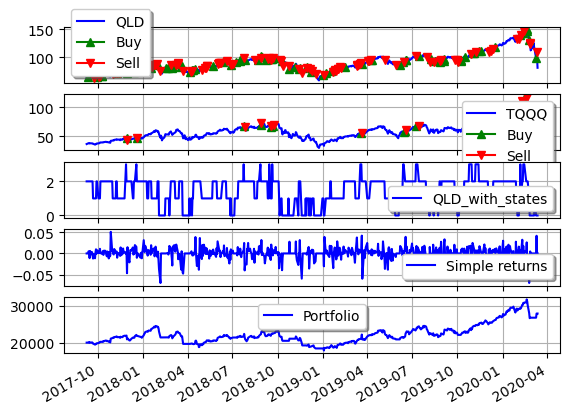 QLD
Buy
Sell
150
100
TQQQ
Buy
Sell
100
50
QLD_with_states
2
0
Simple returns
0.05
0.00
−0.05
Portfolio
30000
20000
2017-10
2018-01
2018-04
2018-07
2018-10
2019-01
2019-04
2019-07
2019-10
2020-01
2020-04